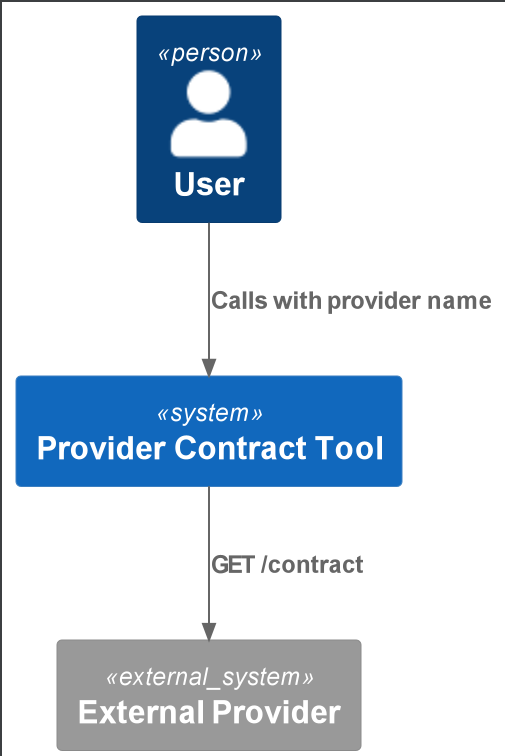 «person»
User
Calls with provider name
«system»
Provider Contract Tool
GET /contract
«external_system»
External Provider